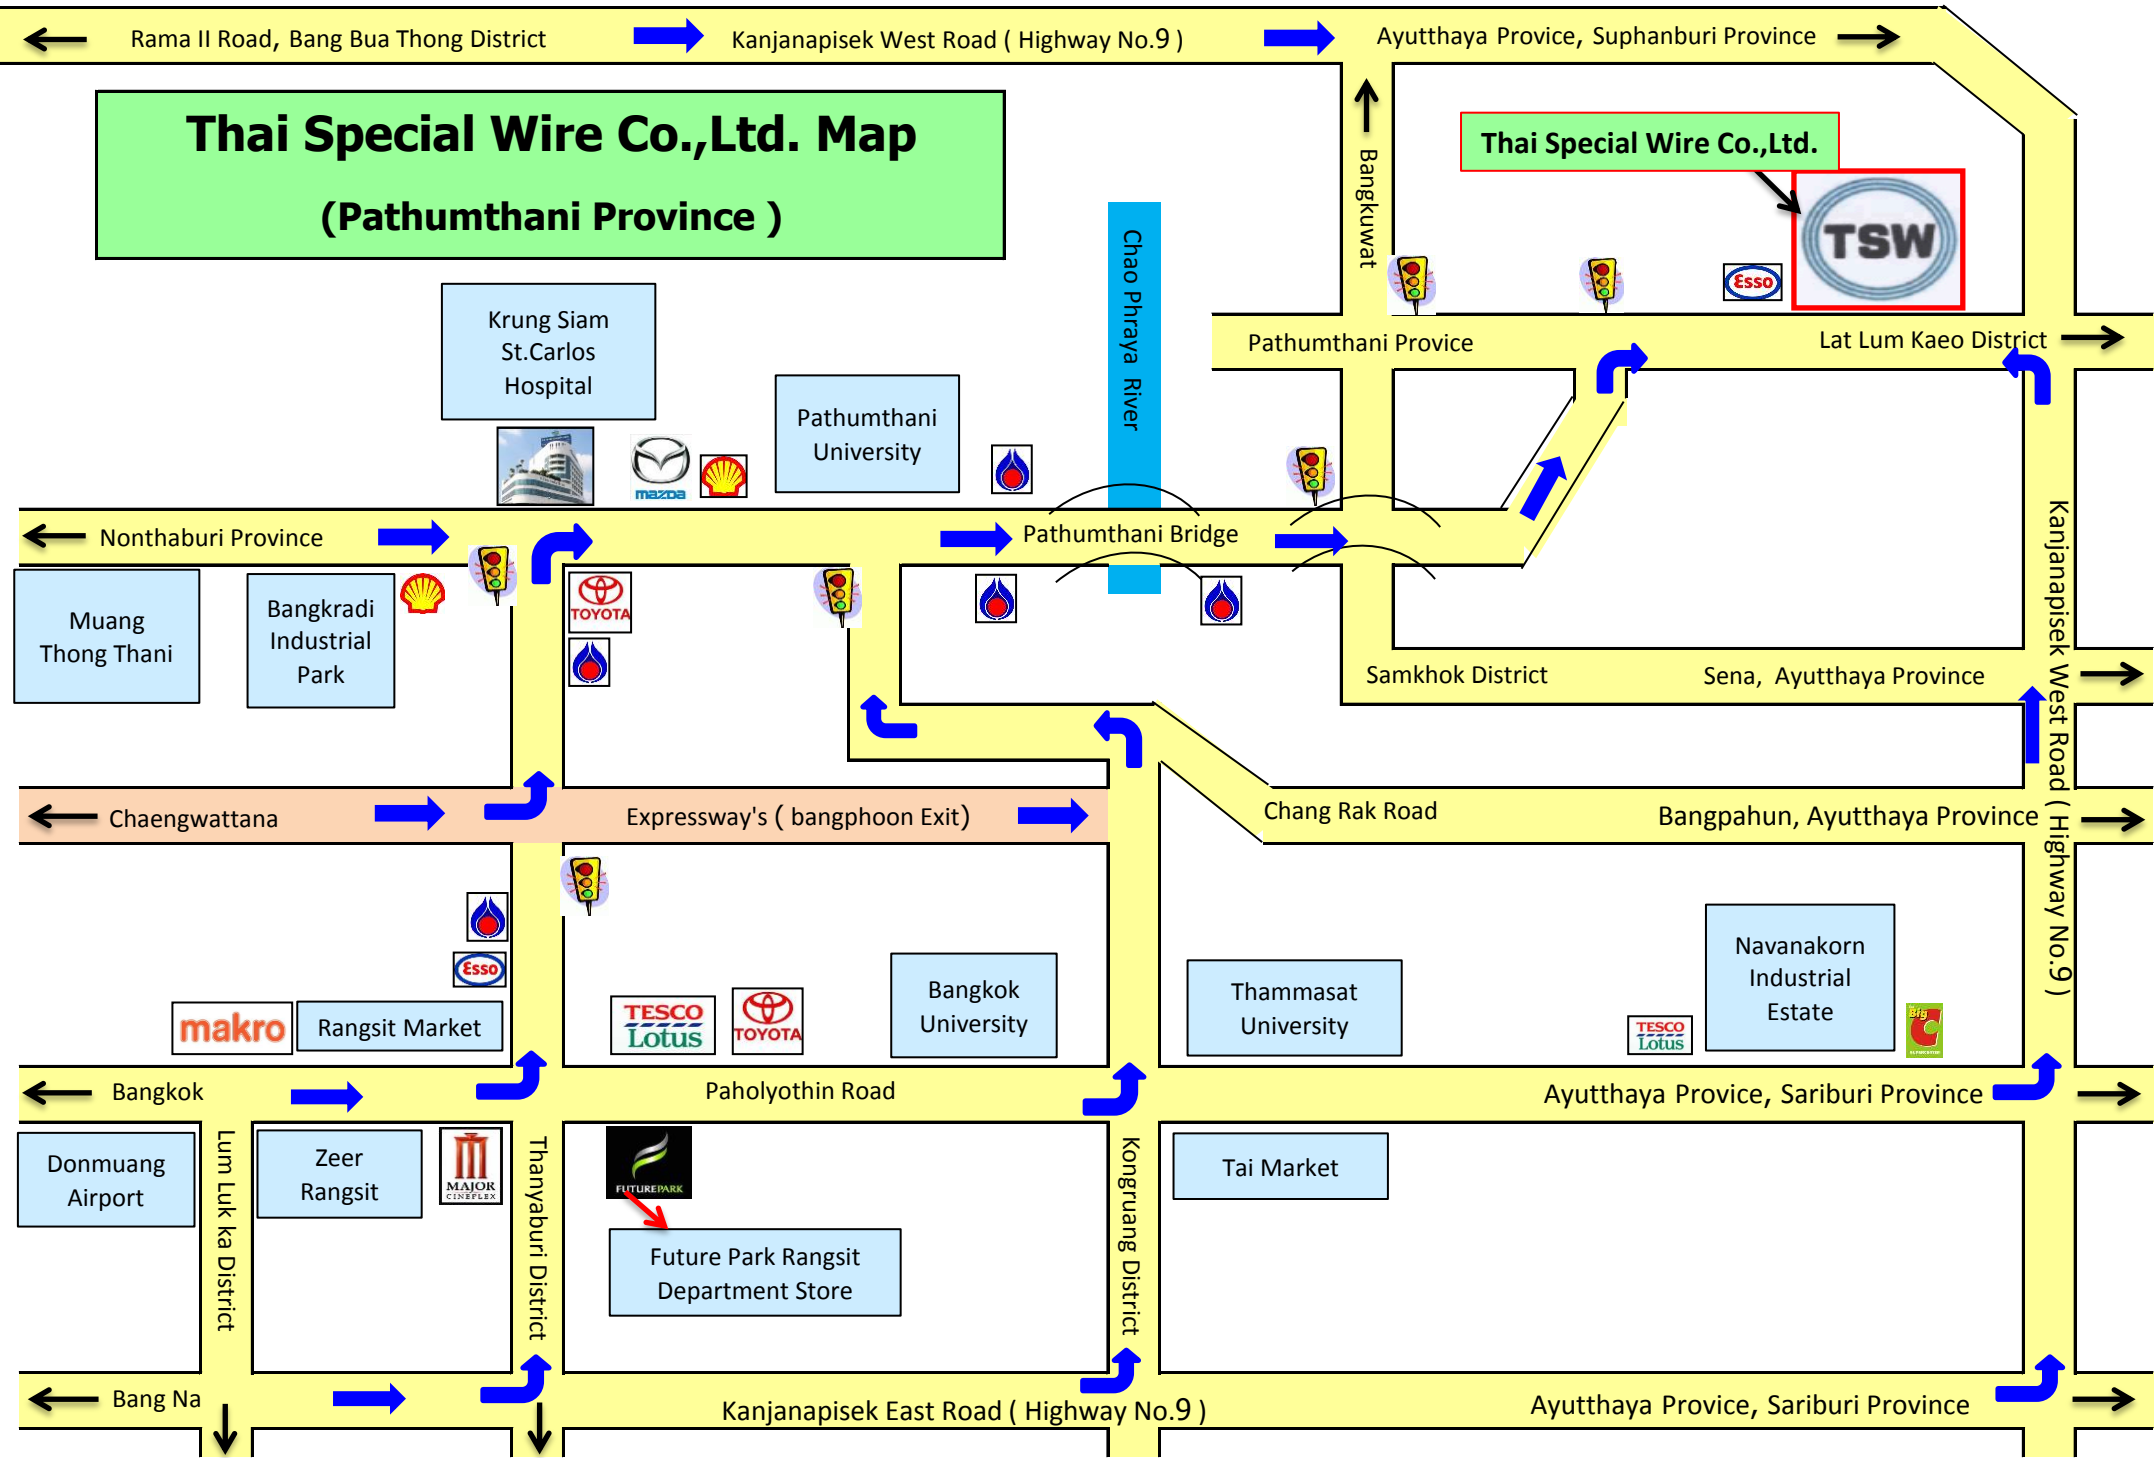 Rama II Road, Bang Bua Thong District
Kanjanapisek West Road ( Highway No.9 )
Ayutthaya Provice, Suphanburi Province
Thai Special Wire Co.,Ltd. Map
(Pathumthani Province )
Thai Special Wire Co.,Ltd.
TSW
Bangkuwat
Chao Phraya River
Esso
Krung Siam
St.Carlos
Hospital
Pathumthani Provice
Lat Lum Kaeo District
Pathumthani
University
mazda
Nonthaburi Province
Pathumthani Bridge
Muang
Thong Thani
Bangkradi
Industrial
Park
TOYOTA
Samkhok District
Sena, Ayutthaya Province
Kanjanapisek West Road ( Highway No.9 )
Chaengwattana
Expressway's ( bangphoon Exit)
Chang Rak Road
Bangpahun, Ayutthaya Province
Esso
makro
Rangsit Market
TESCO
Lotus
TOYOTA
Bangkok
University
Thammasat
University
TESCO
Lotus
Navanakorn
Industrial
Estate
Big
C
Bangkok
Paholyothin Road
Ayutthaya Provice, Sariburi Province
Donmuang
Airport
Lum Luk ka District
Zeer
Rangsit
MAJOR
CINEPLEX
Thanyaburi District
FUTUREPARK
Future Park Rangsit
Department Store
Kongruang District
Tai Market
Bang Na
Kanjanapisek East Road ( Highway No.9 )
Ayutthaya Provice, Sariburi Province